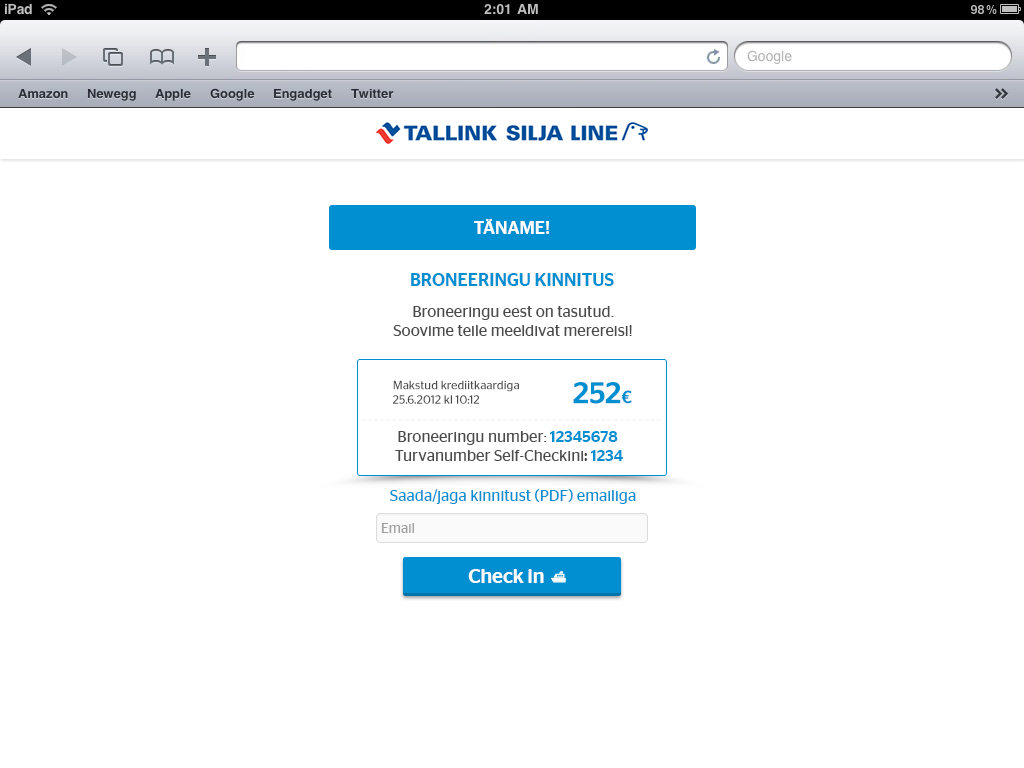 iPad 2:01 AM 98%
Google
Amazon Newegg Apple Google Engadget Twitter
TALLINK SILJA LINE
TÄNAME!
BRONEERINGU KINNITUS
Broneeringu eest on tasutud.
Soovime teile meeldivat merereisi!
Makstud krediitkaardiga
25.6.2012 kl 10:12
252€
Broneeringu number: 12345678
Turvanumber Self-Checkini: 1234
Saada/jaga kinnitust (PDF) emailiga
Email
Check in